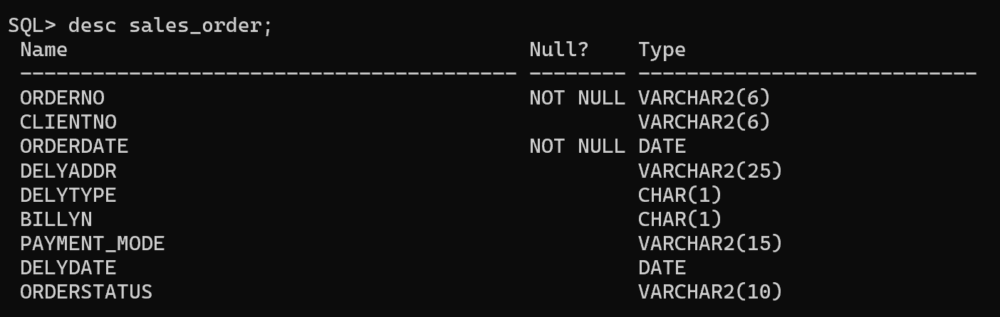 SQL> desc sales_order;
Name Null? Type
----------------------------------------- -------- ----------------------------
ORDERNO NOT NULL VARCHAR2(6)
CLIENTNO VARCHAR2(6)
ORDERDATE NOT NULL DATE
DELYADDR VARCHAR2(25)
DELYTYPE CHAR(1)
BILLYN CHAR(1)
PAYMENT_MODE VARCHAR2(15)
DELYDATE DATE
ORDERSTATUS VARCHAR2(10)